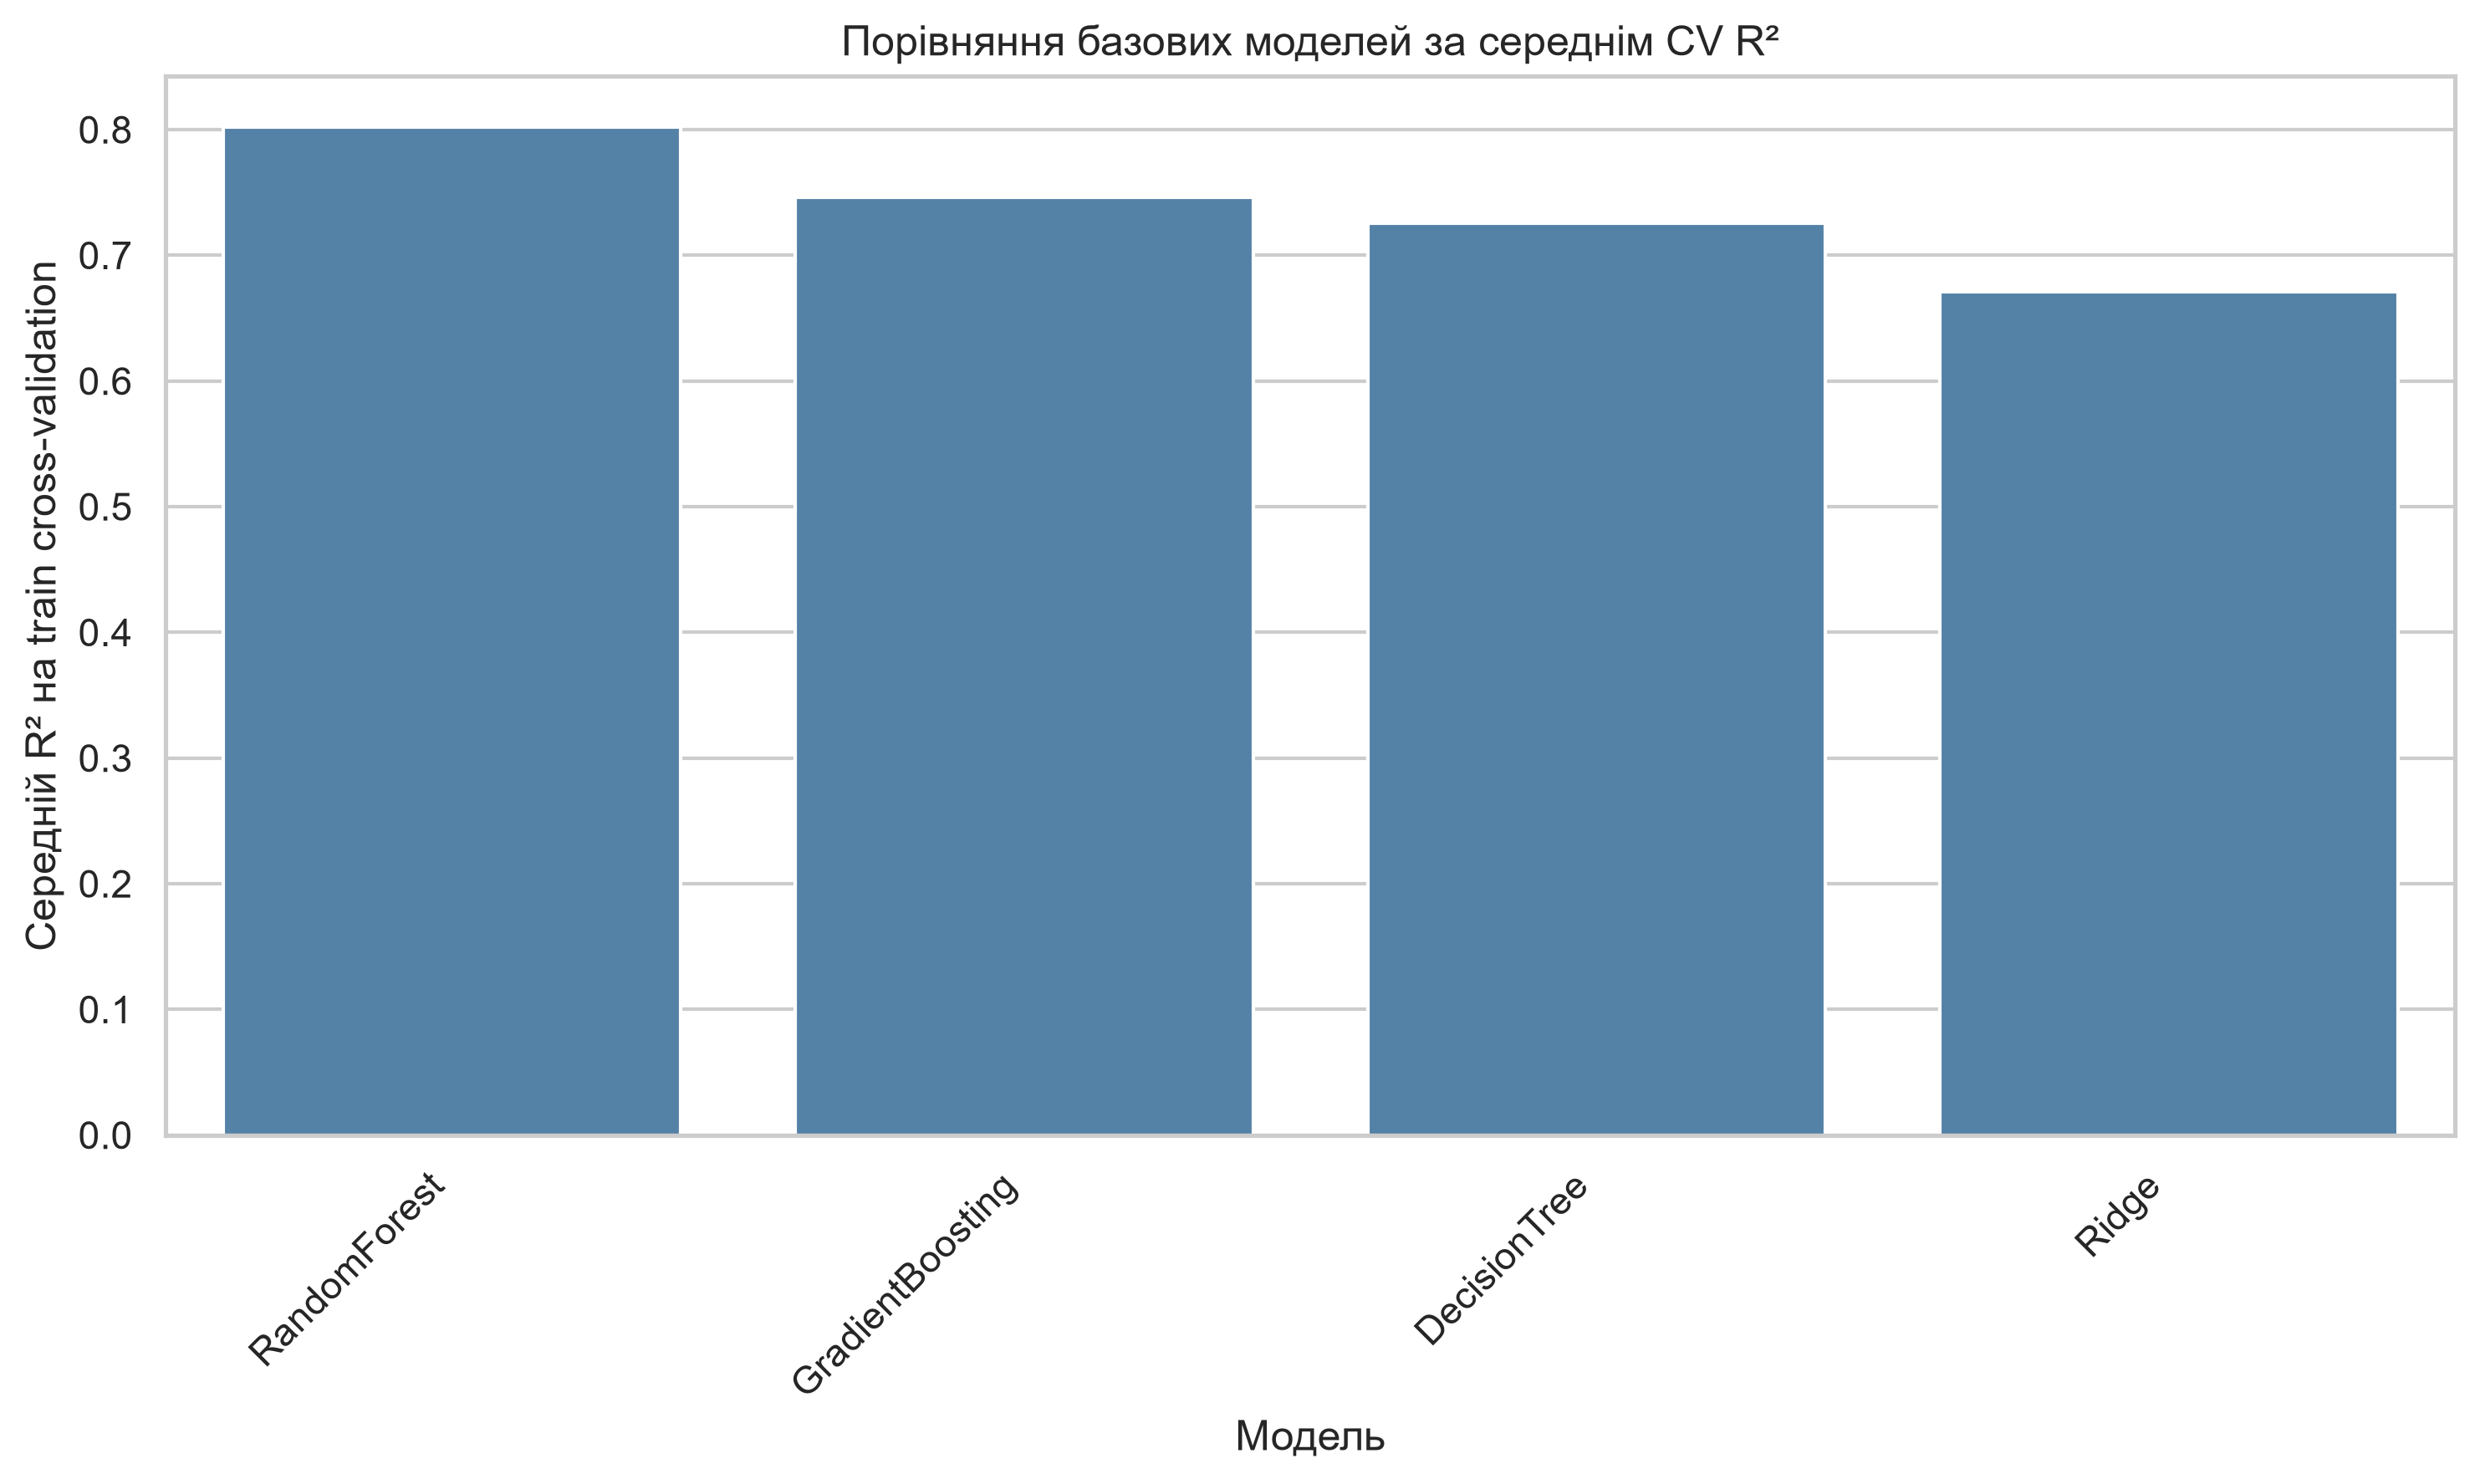 Порівняння базових моделей за середнім CV R²
Середній R² на train cross-validation
0.8
0.7
0.6
0.5
0.4
0.3
0.2
0.1
0.0
RandomForest
GradientBoosting
DecisionTree
Ridge
Модель